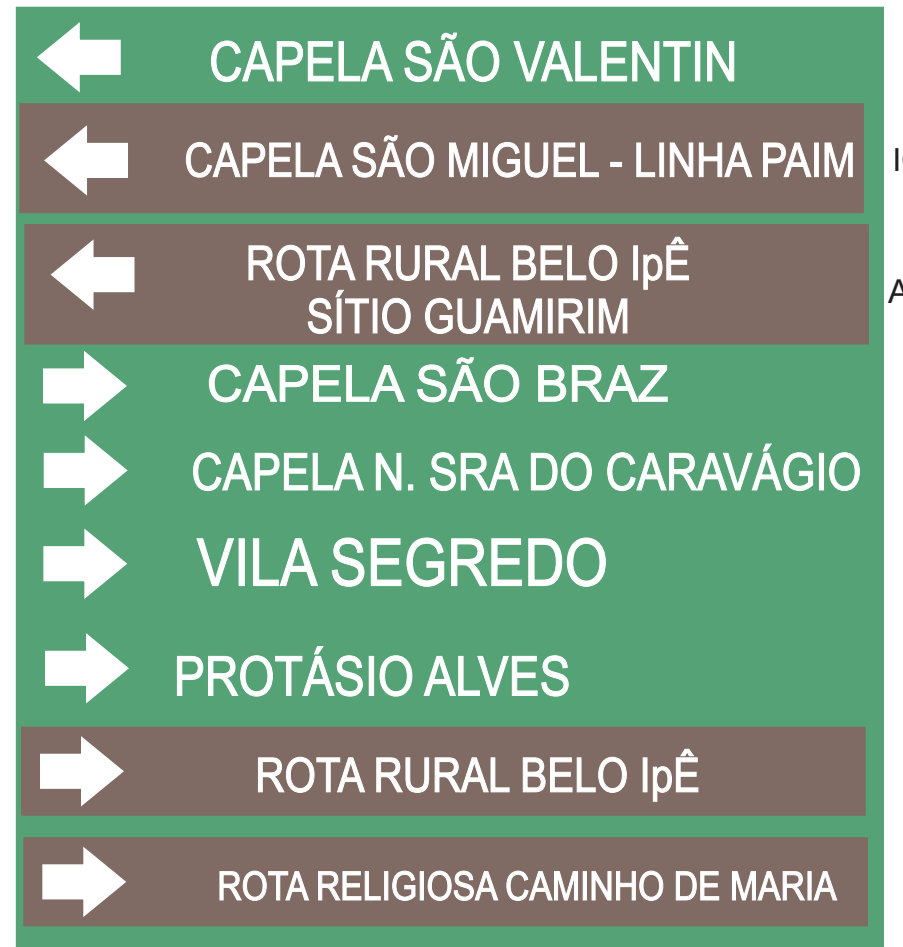 CAPELA SÃO VALENTIN
CAPELA SÃO MIGUEL - LINHA PAIM
ROTA RURAL BELO IpÊ
SÍTIO GUAMIRIM
CAPELA SÃO BRAZ
CAPELA N. SRA DO CARAVÁGIO
VILA SEGREDO
PROTÁSIO ALVES
ROTA RURAL BELO IpÊ
ROTA RELIGIOSA CAMINHO DE MARIA